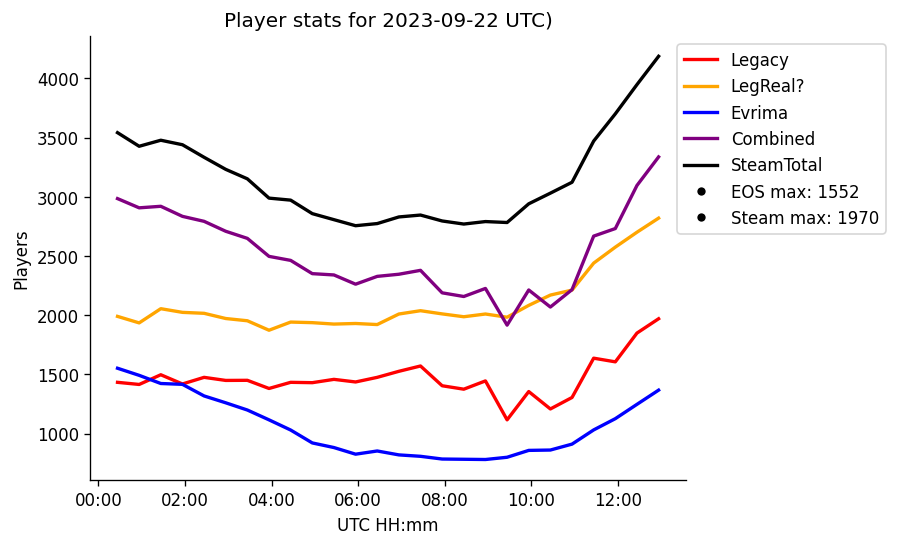 Player stats for 2023-09-22 UTC)
4000
3500
3000
2500
2000
1500
1000
Players
00:00 02:00 04:00 06:00 08:00 10:00 12:00
UTC HH:mm
Legacy
LegReal?
Evrima
Combined
SteamTotal
EOS max: 1552
Steam max: 1970